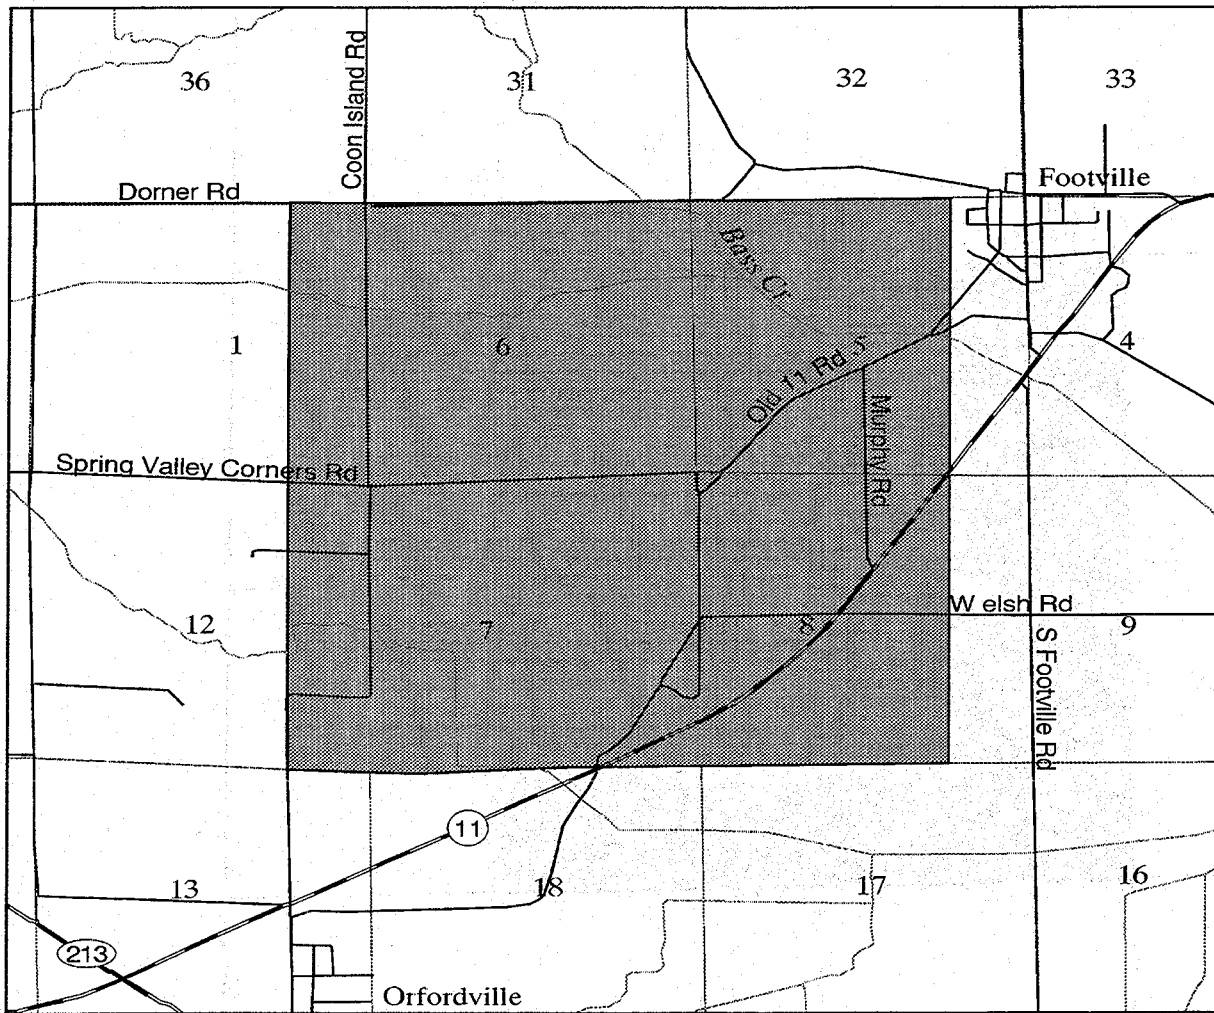 36
Coon Island Rd
31
32
33
Dorner Rd
Footville
Bass Cr
1
6
Old 11 Rd
5
4
Murphy Rd
Spring Valley Corners Rd
12
7
8
W elsh Rd
9
S Footville Rd
11
13
18
17
16
213
Orfordville